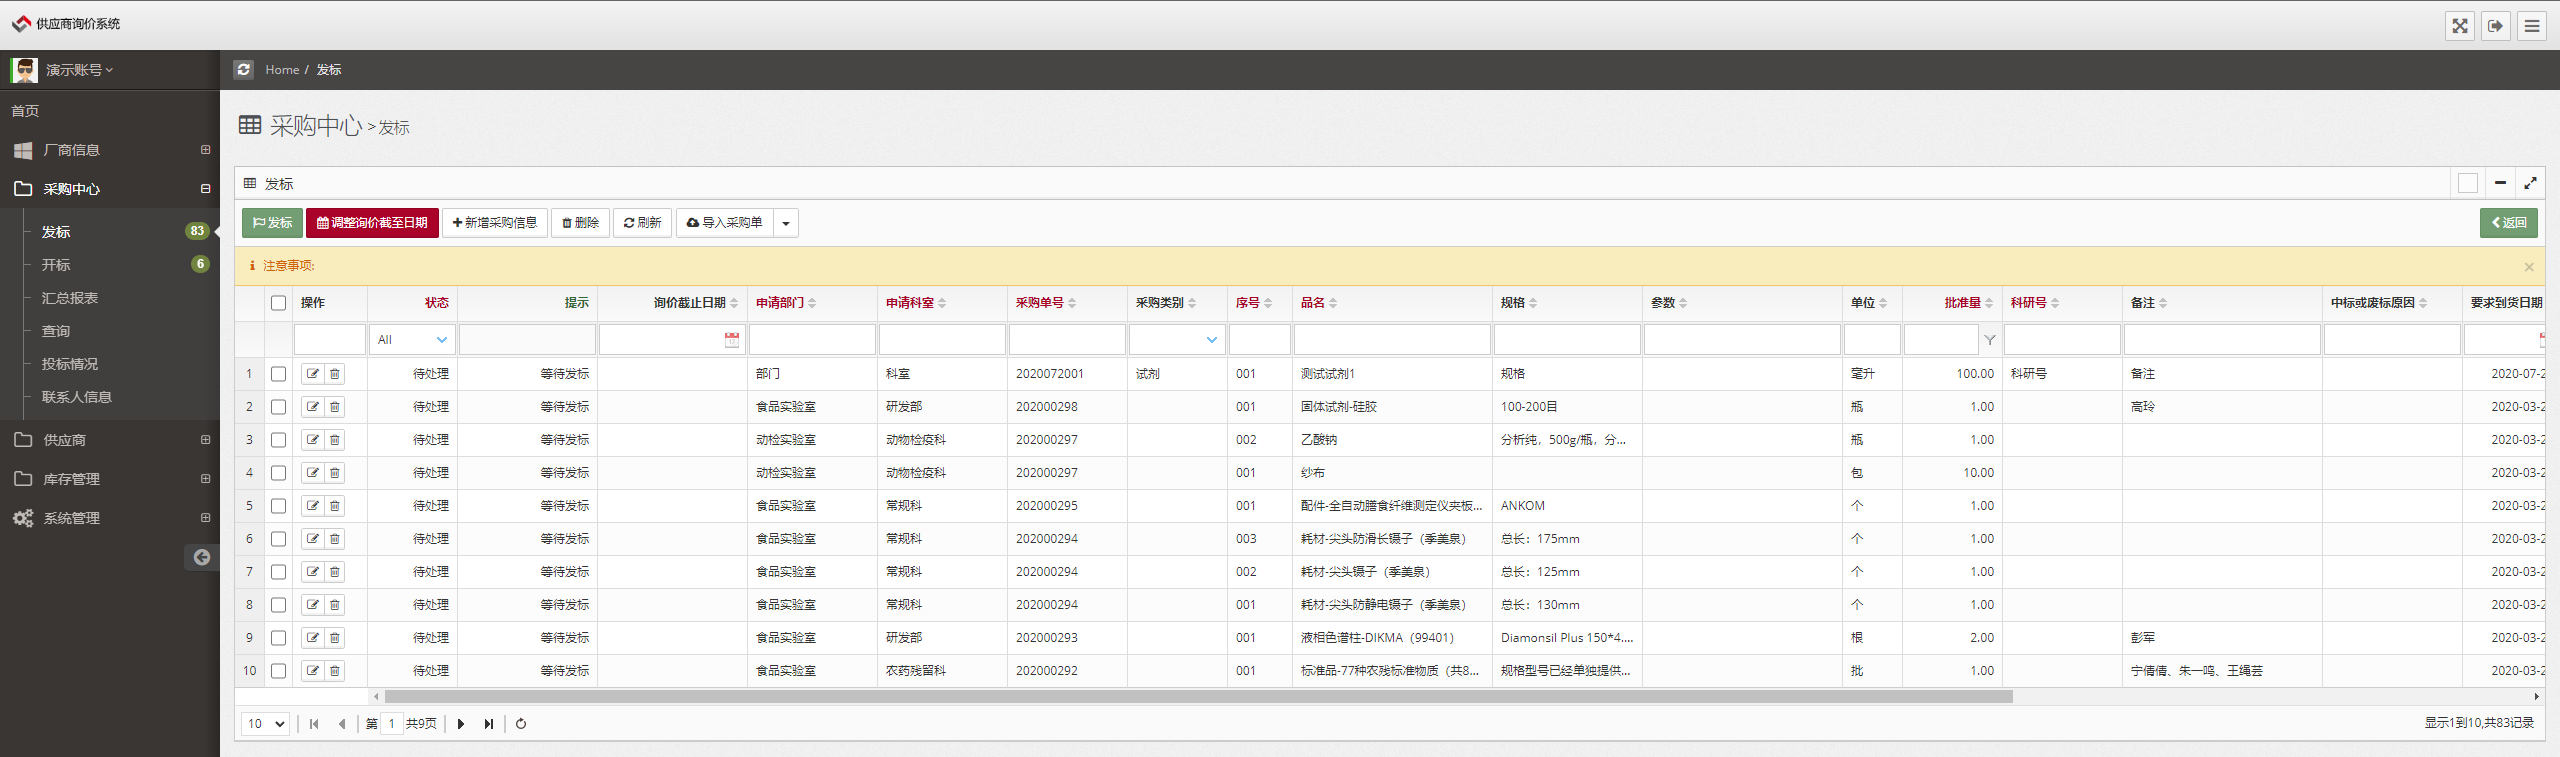 供应商询价系统
演示账号
Home / 发标
首页
厂商信息
采购中心
发标 83
开标 6
汇总报表
查询
投标情况
联系人信息
供应商
库存管理
系统管理
采购中心 > 发标
发标
发标 调整询价截至日期 新增采购信息 删除 刷新 导入采购单 返回
注意事项:
操作 状态 提示 询价截止日期 申请部门 申请科室 采购单号 采购类别 序号 品名 规格 参数 单位 批准量 科研号 备注 中标或废标原因 要求到货日期
All
1 待处理 等待发标 部门 科室 2020072001 试剂 001 测试试剂1 规格 毫升 100.00 科研号 备注 2020-07-2
2 待处理 等待发标 食品实验室 研发部 202000298 001 固体试剂-硅胶 100-200目 瓶 1.00 高玲 2020-03-2
3 待处理 等待发标 动检实验室 动物检疫科 202000297 002 乙酸钠 分析纯，500g/瓶，分... 瓶 1.00 2020-03-2
4 待处理 等待发标 动检实验室 动物检疫科 202000297 001 纱布 包 10.00 2020-03-2
5 待处理 等待发标 食品实验室 常规科 202000295 001 配件-全自动膳食纤维测定仪夹板... ANKOM 个 1.00 2020-03-2
6 待处理 等待发标 食品实验室 常规科 202000294 003 耗材-尖头防滑长镊子（季美泉） 总长：175mm 个 1.00 2020-03-2
7 待处理 等待发标 食品实验室 常规科 202000294 002 耗材-尖头镊子（季美泉） 总长：125mm 个 1.00 2020-03-2
8 待处理 等待发标 食品实验室 常规科 202000294 001 耗材-尖头防静电镊子（季美泉） 总长：130mm 个 1.00 2020-03-2
9 待处理 等待发标 食品实验室 研发部 202000293 001 液相色谱柱-DIKMA（99401） Diamonsil Plus 150*4.... 根 2.00 彭军 2020-03-2
10 待处理 等待发标 食品实验室 农药残留科 202000292 001 标准品-77种农残标准物质（共8... 规格型号已经单独提供... 批 1.00 宁倩倩、朱一鸣、王绳芸 2020-03-2
10 第 1 共9页 显示1到10,共83记录